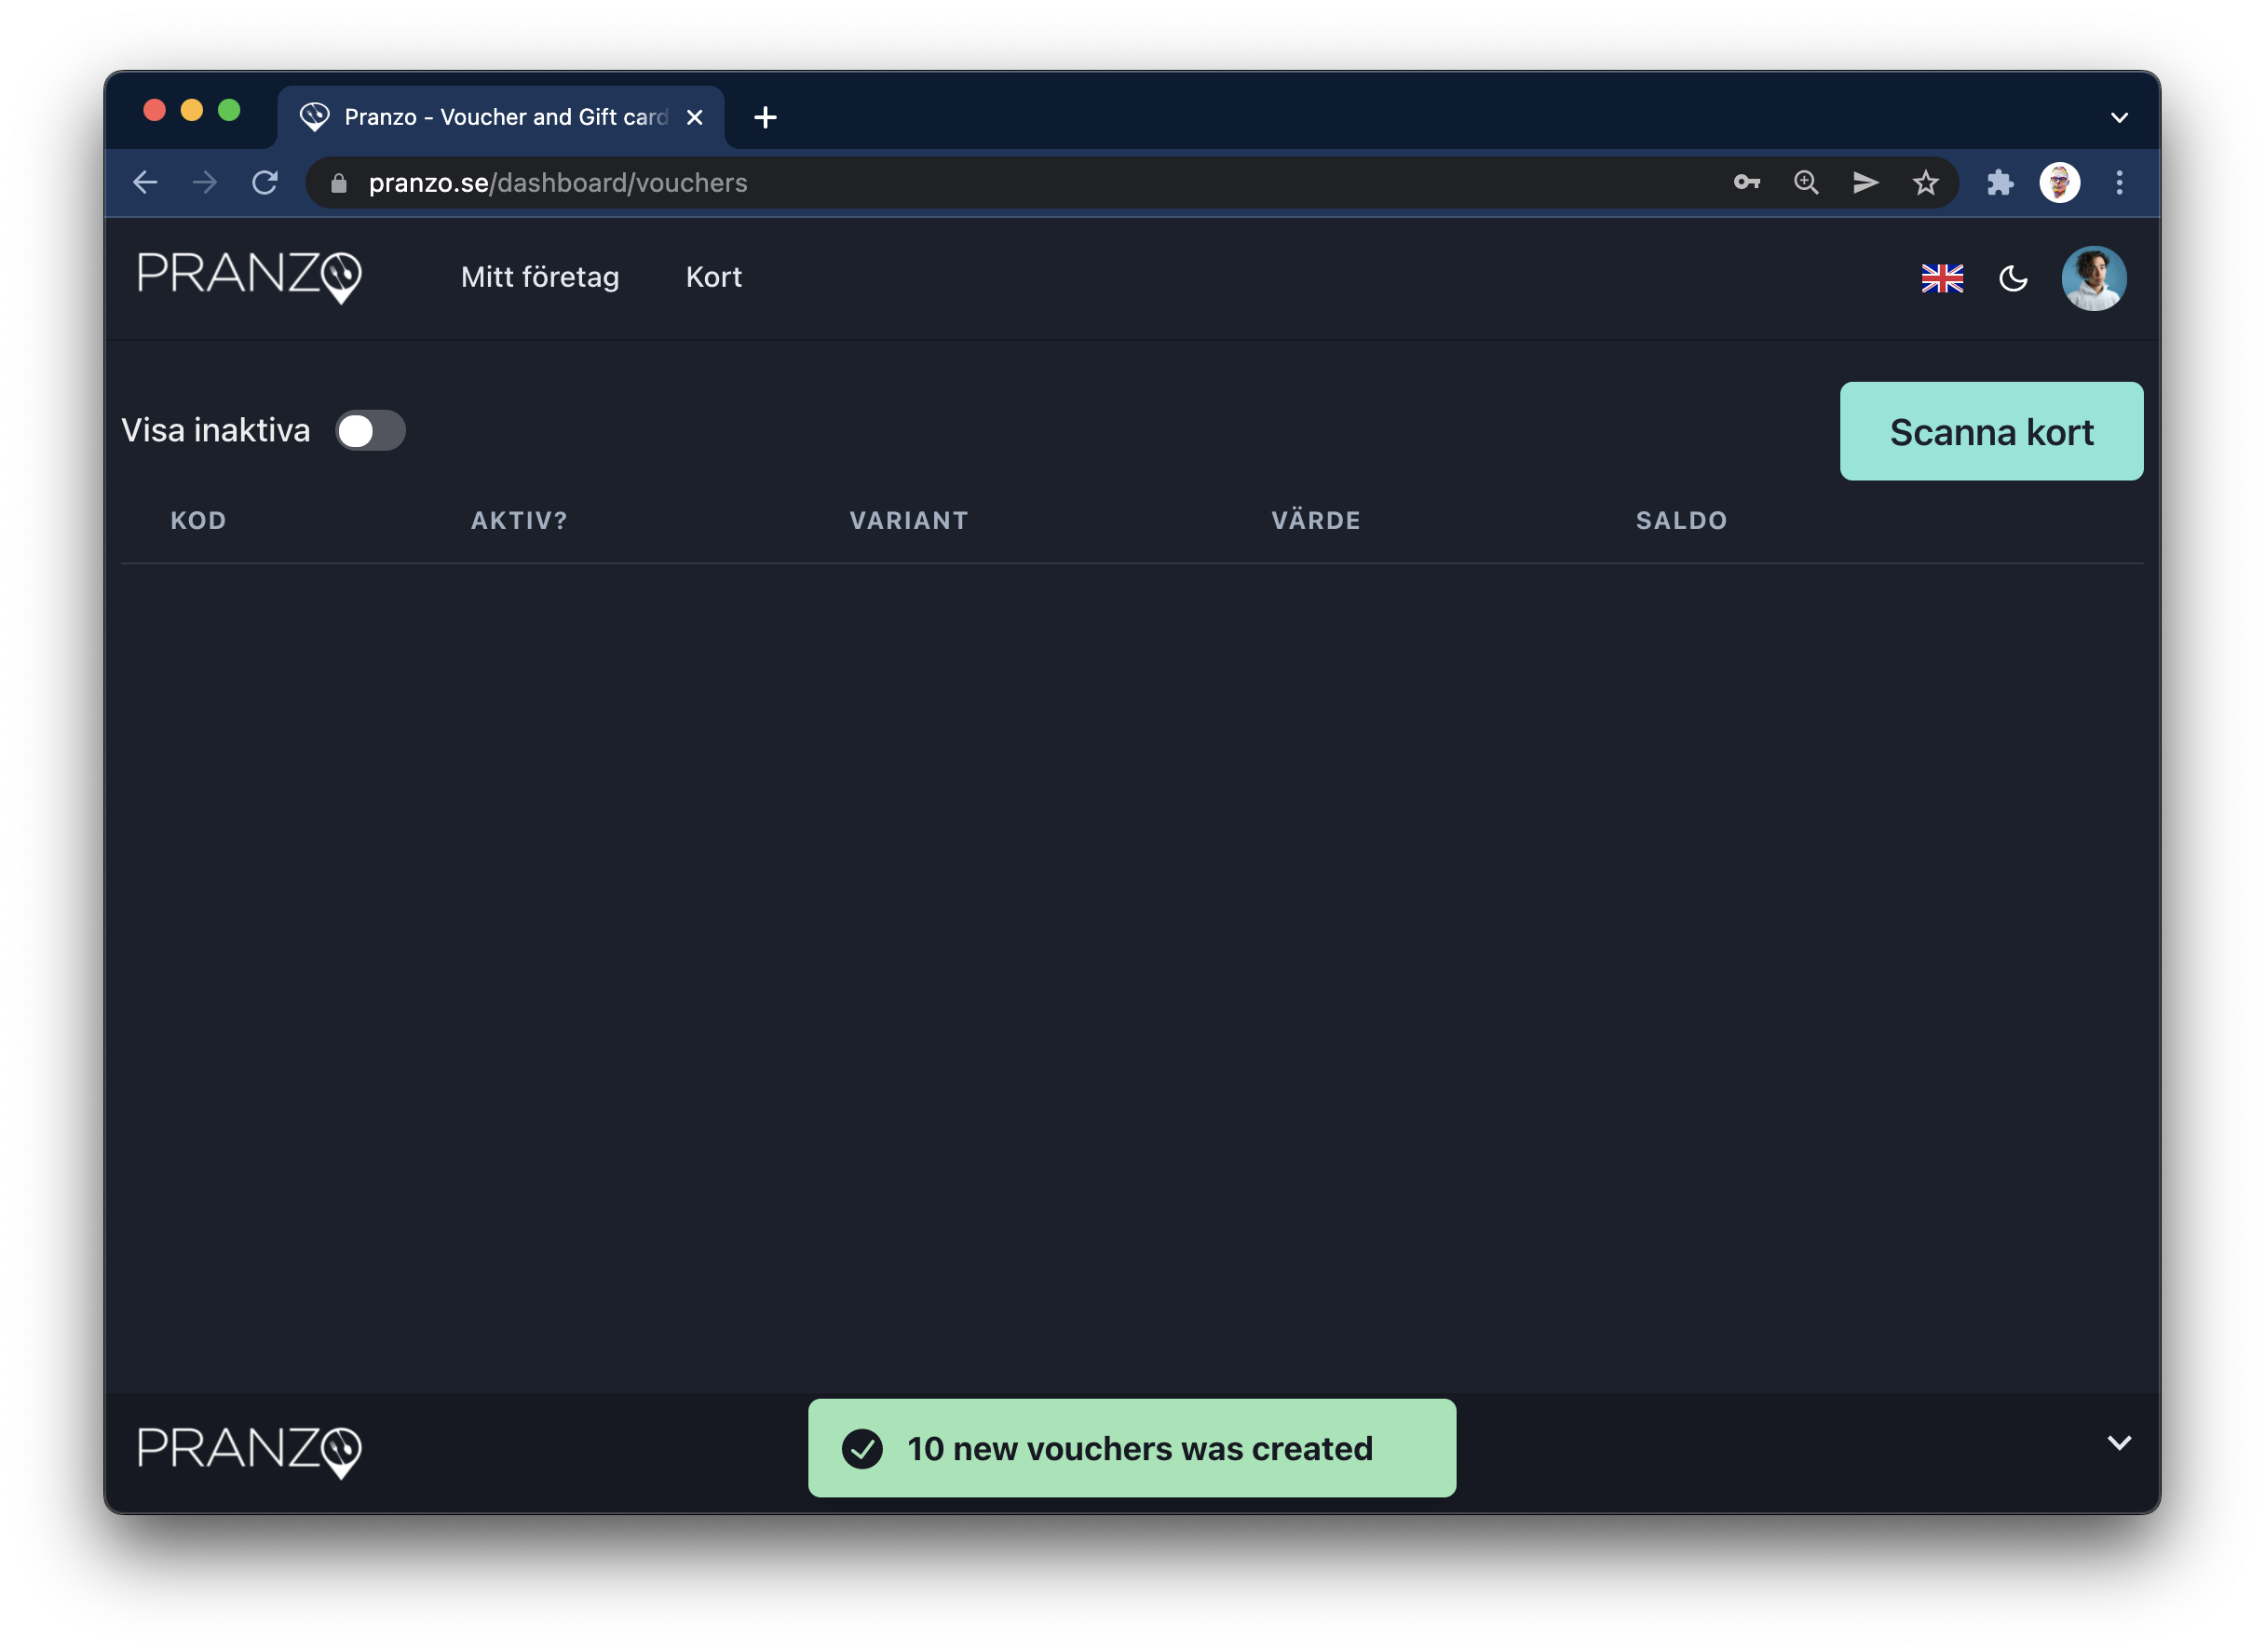 Pranzo - Voucher and Gift card
pranzo.se/dashboard/vouchers
PRANZO
Mitt företag
Kort
Visa inaktiva
Scanna kort
KOD AKTIV? VARIANT VÄRDE SALDO
PRANZO
10 new vouchers was created